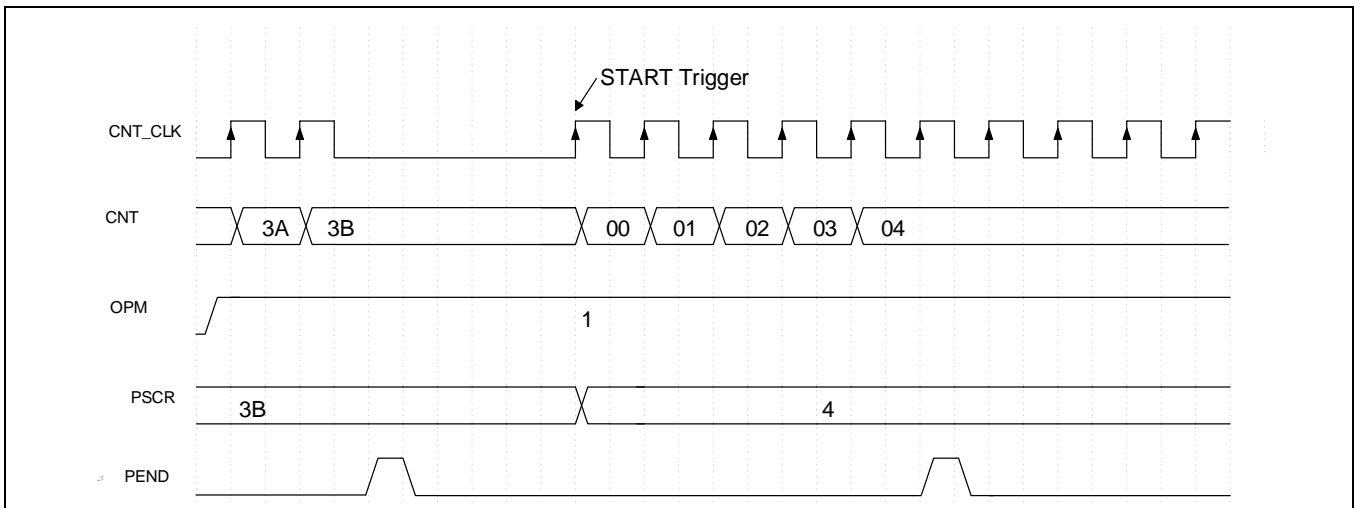 START Trigger
CNT_CLK
CNT
3A
3B
00
01
02
03
04
OPM
1
PSCR
3B
4
PEND